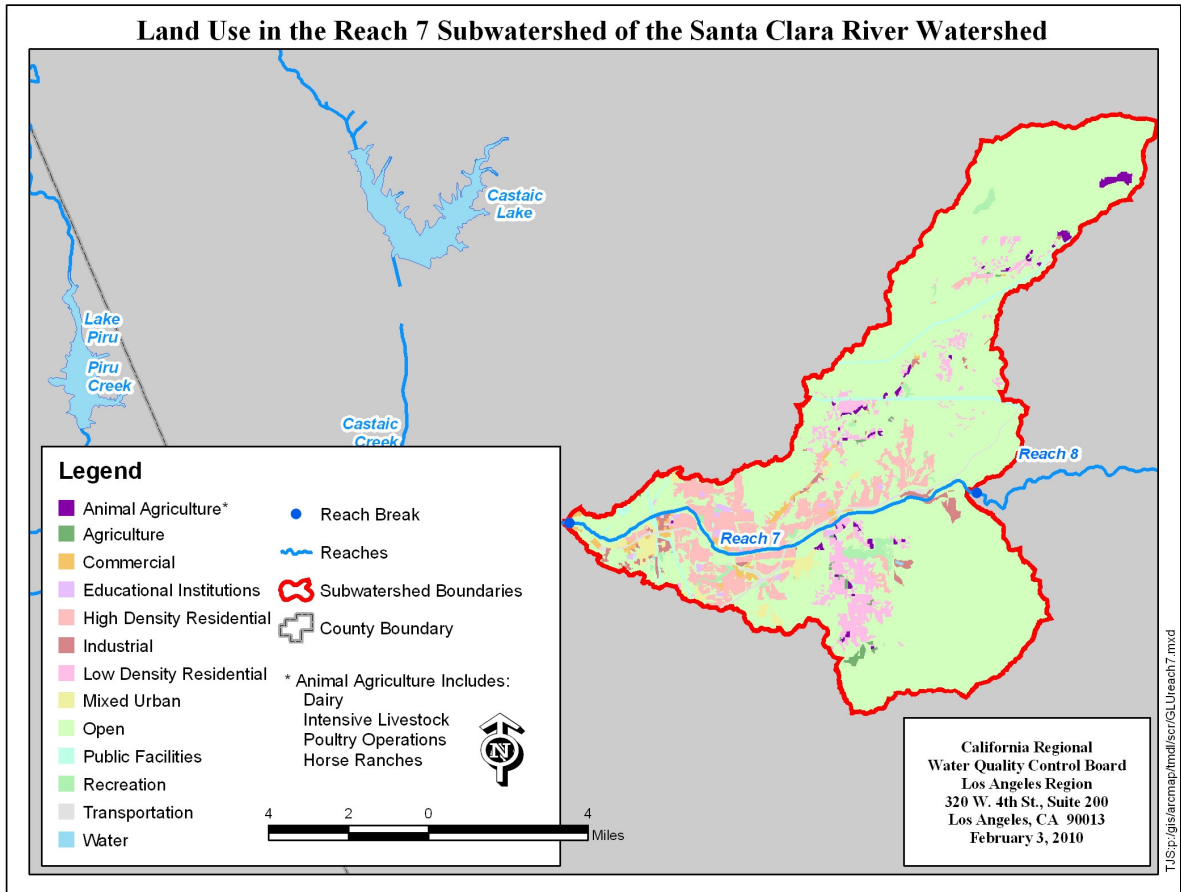 Land Use in the Reach 7 Subwatershed of the Santa Clara River Watershed
Castaic
Lake
Lake
Piru
Piru
Creek
Castaic
Creek
Reach 8
Reach 7
Legend
Animal Agriculture*
Agriculture
Commercial
Educational Institutions
High Density Residential
Industrial
Low Density Residential
Mixed Urban
Open
Public Facilities
Recreation
Transportation
Water
Reach Break
Reaches
Subwatershed Boundaries
County Boundary
* Animal Agriculture Includes:
Dairy
Intensive Livestock
Poultry Operations
Horse Ranches
N
4 2 0 4
Miles
California Regional
Water Quality Control Board
Los Angeles Region
320 W. 4th St., Suite 200
Los Angeles, CA 90013
February 3, 2010
TJS:p:/gis/arcmap/tmdl/scr/GLUreach7.mxd